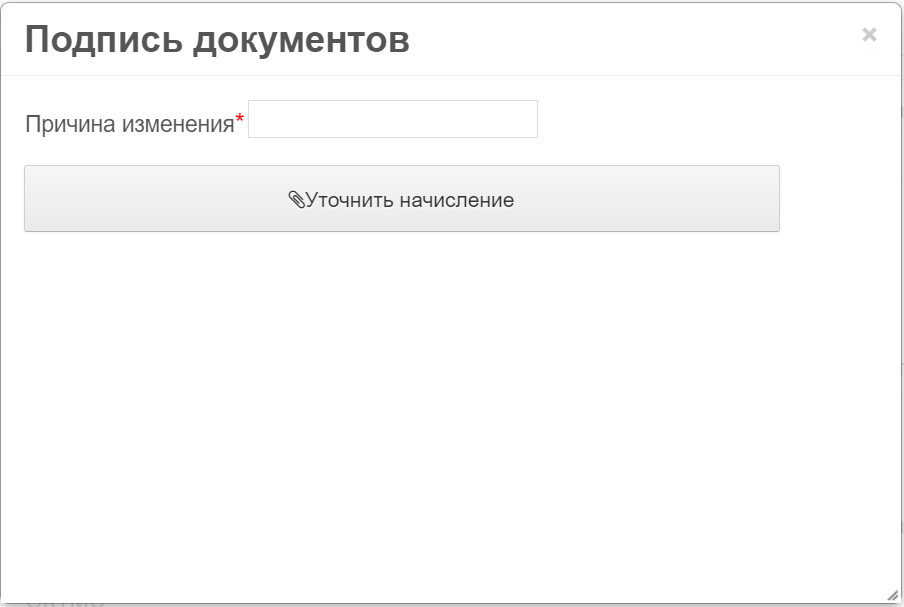 Подпись документов
×
Причина изменения*
Уточнить начисление